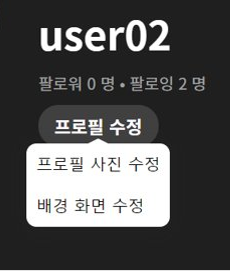 user02
팔로워 0 명 • 팔로잉 2 명
프로필 수정
프로필 사진 수정
배경 화면 수정